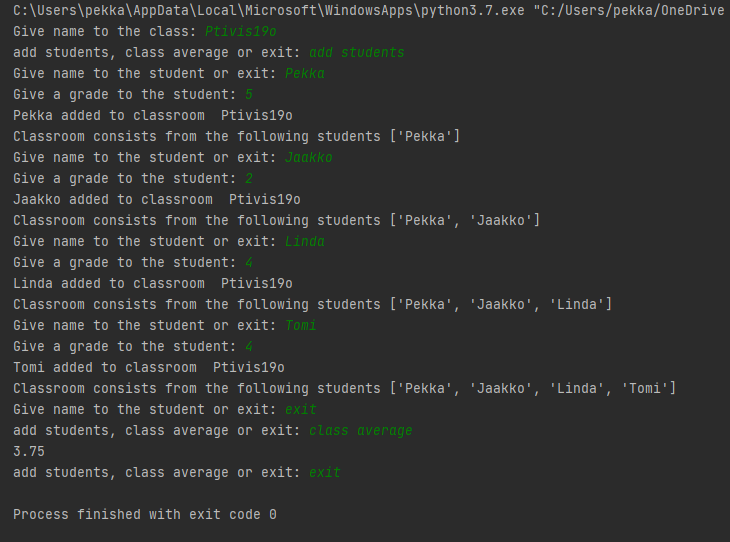 C:\Users\pekka\AppData\Local\Microsoft\WindowsApps\python3.7.exe "C:/Users/pekka/OneDrive
Give name to the class: Ptivis19o
add students, class average or exit: add students
Give name to the student or exit: Pekka
Give a grade to the student: 5
Pekka added to classroom  Ptivis19o
Classroom consists from the following students ['Pekka']
Give name to the student or exit: Jaakko
Give a grade to the student: 2
Jaakko added to classroom  Ptivis19o
Classroom consists from the following students ['Pekka', 'Jaakko']
Give name to the student or exit: Linda
Give a grade to the student: 4
Linda added to classroom  Ptivis19o
Classroom consists from the following students ['Pekka', 'Jaakko', 'Linda']
Give name to the student or exit: Tomi
Give a grade to the student: 4
Tomi added to classroom  Ptivis19o
Classroom consists from the following students ['Pekka', 'Jaakko', 'Linda', 'Tomi']
Give name to the student or exit: exit
add students, class average or exit: class average
3.75
add students, class average or exit: exit
Process finished with exit code 0